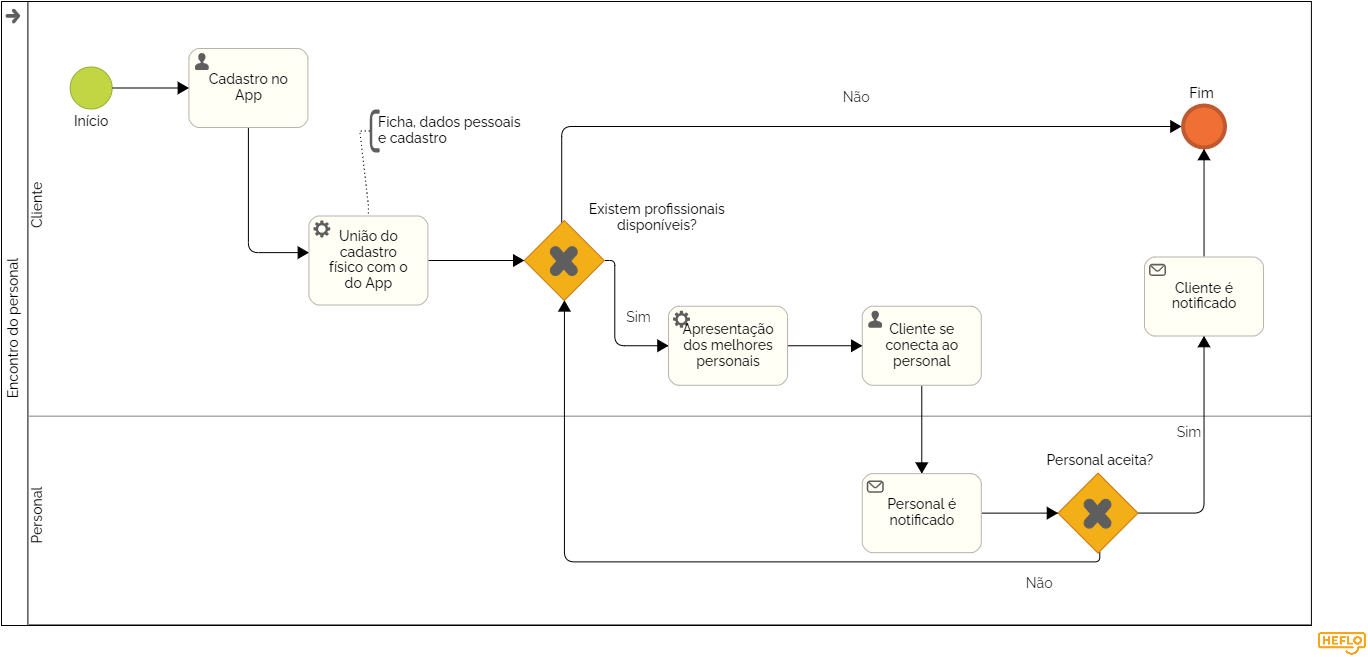 Encontro do personal
Cliente
Início
Cadastro no
App
Ficha, dados pessoais
e cadastro
União do
cadastro
físico com o
do App
Existem profissionais
disponíveis?
Não
Fim
Sim
Apresentação
dos melhores
personais
Cliente se
conecta ao
personal
Cliente é
notificado
Personal
Personal é
notificado
Personal aceita?
Sim
Não
HEFLO